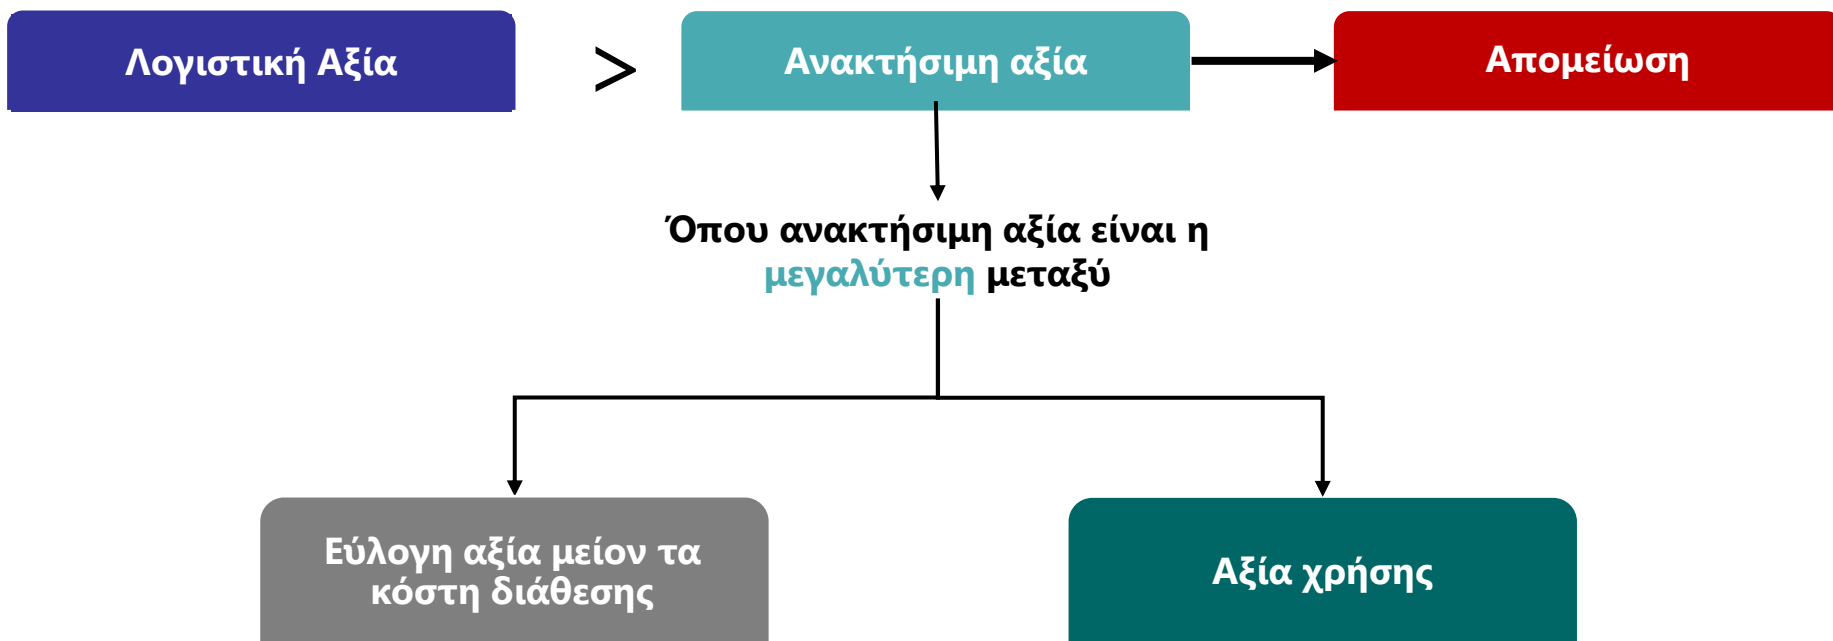 Λογιστική Αξία
>
Ανακτήσιμη αξία
Απομείωση
Όπου ανακτήσιμη αξία είναι η
μεγαλύτερη μεταξύ
Εύλογη αξία μείον τα
κόστη διάθεσης
Αξία χρήσης